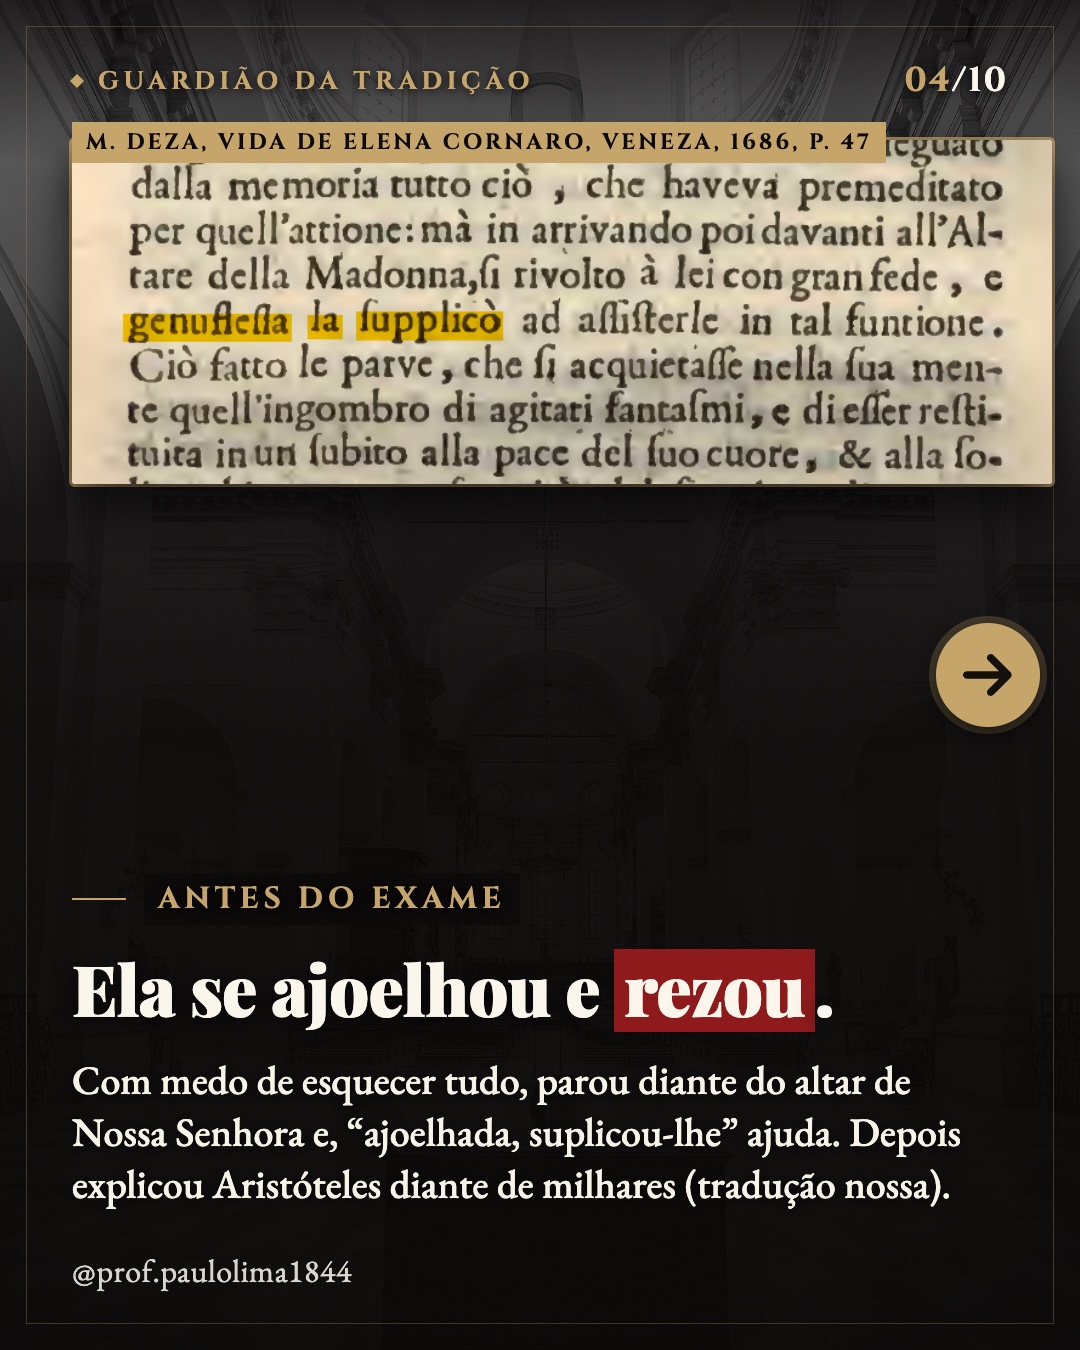 ◆ GUARDIÃO DA TRADIÇÃO
04/10
M. DEZA, VIDA DE ELENA CORNARO, VENEZA, 1686, P. 47
dalla memoria tutto ciò , che haveva premeditato
per quell'attione: mà in arrivando poi davanti all'Al-
tare della Madonna, ſi rivolto à lei con gran fede , e
genufleſſa la ſupplicò ad aſſiſterle in tal funtione.
Ciò fatto le parve , che ſi acquietaſſe nella ſua men-
te quell'ingombro di agitati fantaſmi, e di eſſer reſti-
tuita in un ſubito alla pace del ſuo cuore, & alla ſo-
ANTES DO EXAME
Ela se ajoelhou e rezou.
Com medo de esquecer tudo, parou diante do altar de
Nossa Senhora e, “ajoelhada, suplicou-lhe” ajuda. Depois
explicou Aristóteles diante de milhares (tradução nossa).
@prof.paulolima1844